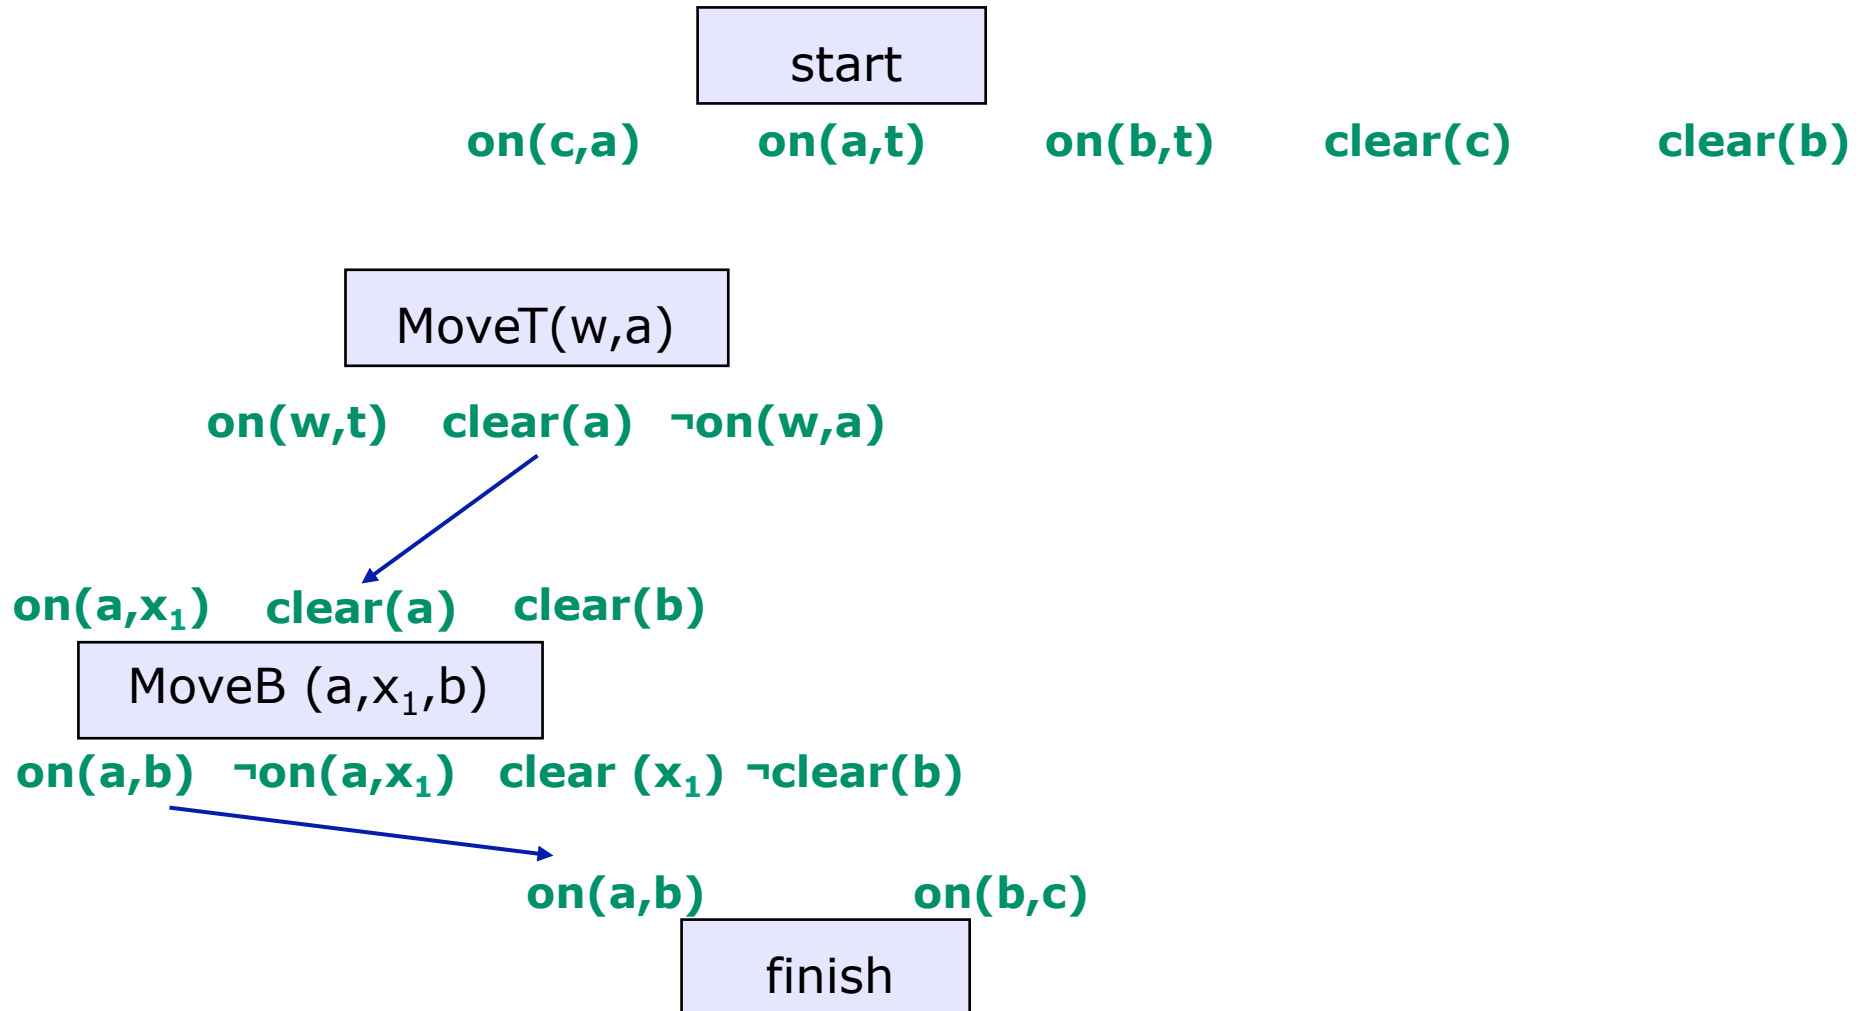 start
on(c,a) on(a,t) on(b,t) clear(c) clear(b)
MoveT(w,a)
on(w,t) clear(a) ¬on(w,a)
on(a,x₁) clear(a) clear(b)
MoveB (a,x₁,b)
on(a,b) ¬on(a,x₁) clear (x₁) ¬clear(b)
on(a,b) on(b,c)
finish